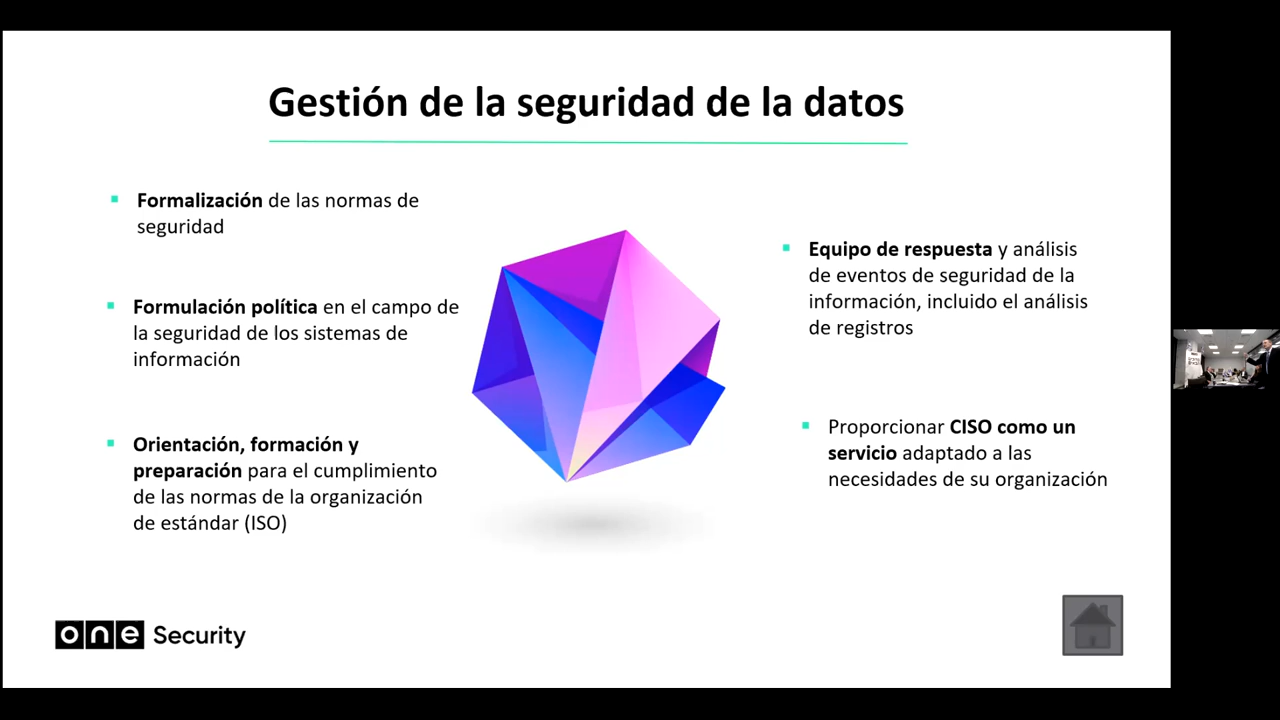 Gestión de la seguridad de la datos
Formalización de las normas de
seguridad
Formulación política en el campo de
la seguridad de los sistemas de
información
Orientación, formación y
preparación para el cumplimiento
de las normas de la organización
de estándar (ISO)
Equipo de respuesta y análisis
de eventos de seguridad de la
información, incluido el análisis
de registros
Proporcionar CISO como un
servicio adaptado a las
necesidades de su organización
one Security